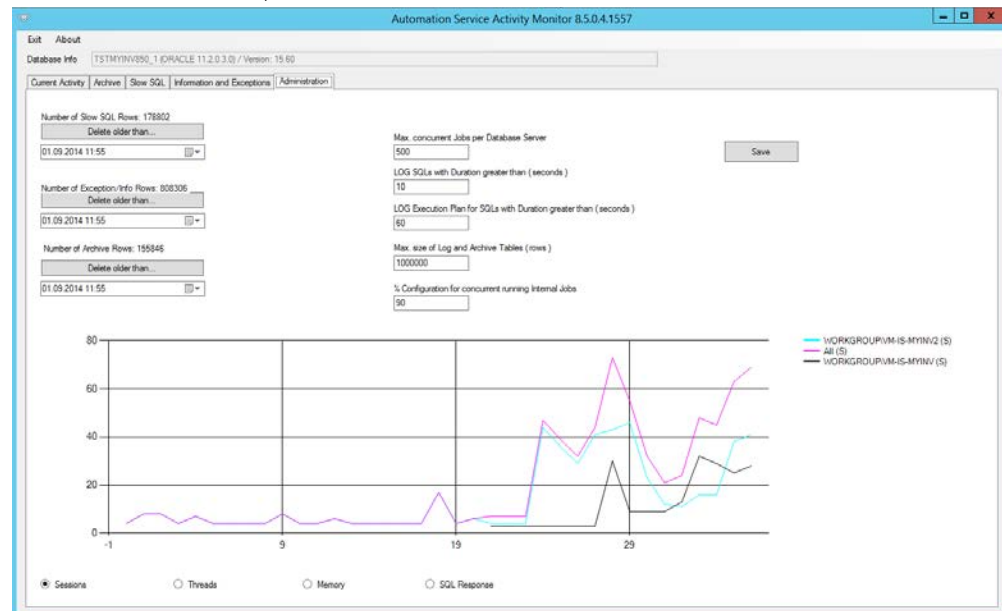 Automation Service Activity Monitor 8.5.0.4.1557
Exit About
Database Info TSTMYINV850_1 (ORACLE 11.2.0.3.0) / Version: 15.60
Current Activity Archive Slow SQL Information and Exceptions Administration
Number of Slow SQL Rows: 178802
Delete older than...
01.09.2014 11:55
Number of Exception/Info Rows: 808306
Delete older than...
01.09.2014 11:55
Number of Archive Rows: 155846
Delete older than...
01.09.2014 11:55
Max. concurrent Jobs per Database Server
500
LOG SQLs with Duration greater than ( seconds )
10
LOG Execution Plan for SQLs with Duration greater than ( seconds )
60
Max. size of Log and Archive Tables ( rows )
1000000
% Configuration for concurrent running Internal Jobs
90
Save
80
60
40
20
0
-1 9 19 29
WORKGROUP\VM-IS-MYINV2 (S)
All (S)
WORKGROUP\VM-IS-MYINV (S)
Sessions Threads Memory SQL Response